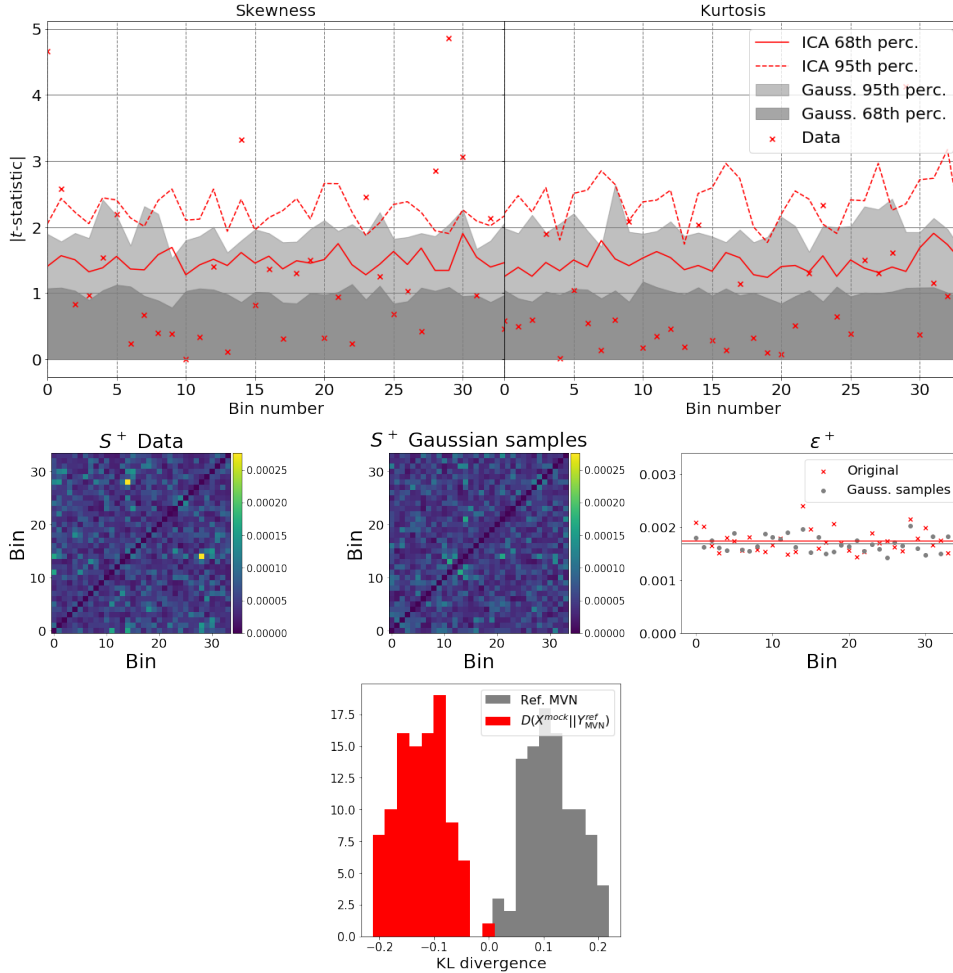 Skewness
Kurtosis
5
4
3
2
1
0
|t-statistic|
ICA 68th perc.
ICA 95th perc.
Gauss. 95th perc.
Gauss. 68th perc.
Data
0 5 10 15 20 25 30
0 5 10 15 20 25 30
Bin number
Bin number
S⁺ Data
30
20
10
0
Bin
0 10 20 30
Bin
0.00025
0.00020
0.00015
0.00010
0.00005
0.00000
S⁺ Gaussian samples
30
20
10
0
Bin
0 10 20 30
Bin
0.00025
0.00020
0.00015
0.00010
0.00005
0.00000
ε⁺
Original
Gauss. samples
0.003
0.002
0.001
0.000
0 10 20 30
Bin
Ref. MVN
D(X^mock||Y^ref_MVN)
17.5
15.0
12.5
10.0
7.5
5.0
2.5
0.0
−0.2 −0.1 0.0 0.1 0.2
KL divergence